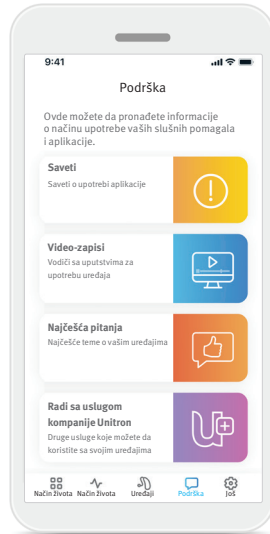 9:41
Podrška
Ovde možete da pronađete informacije
o načinu upotrebe vaših slušnih pomagala
i aplikacije.
Saveti
Saveti o upotrebi aplikacije
Video-zapisi
Vodiči sa uputstvima za
upotrebu uređaja
Najčešća pitanja
Najčešće teme o vašim uređajima
Radi sa uslugom
kompanije Unitron
Druge usluge koje možete da
koristite sa svojim uređajima
Način života Način života Uređaji Podrška Još